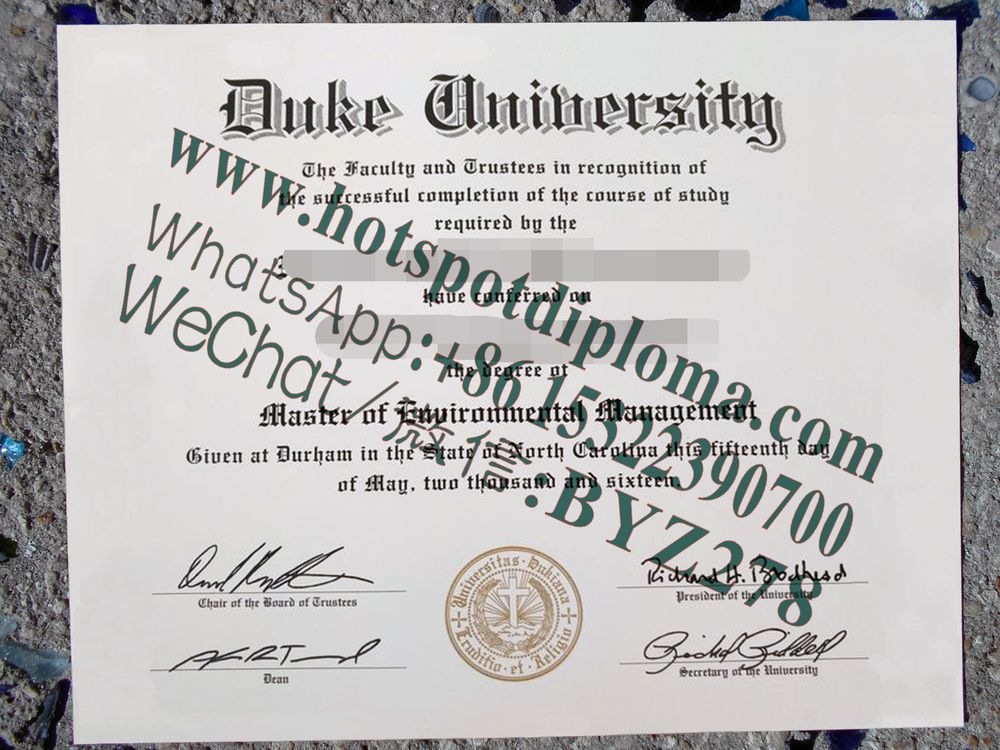 Duke University
The Faculty and Trustees in recognition of
the successful completion of the course of study
required by the
have conferred on
the degree of
Master of Environmental Management
Given at Durham in the State of North Carolina this fifteenth day
of May, two thousand and sixteen.
www.hotspotdiploma.com
WhatsApp:+86 15522390700
WeChat/微信:BYZ278
Chair of the Board of Trustees
Richard H. Brodhead
President of the University
Universitas · Dukiana
Eruditio · et · Religio
Dean
Secretary of the University